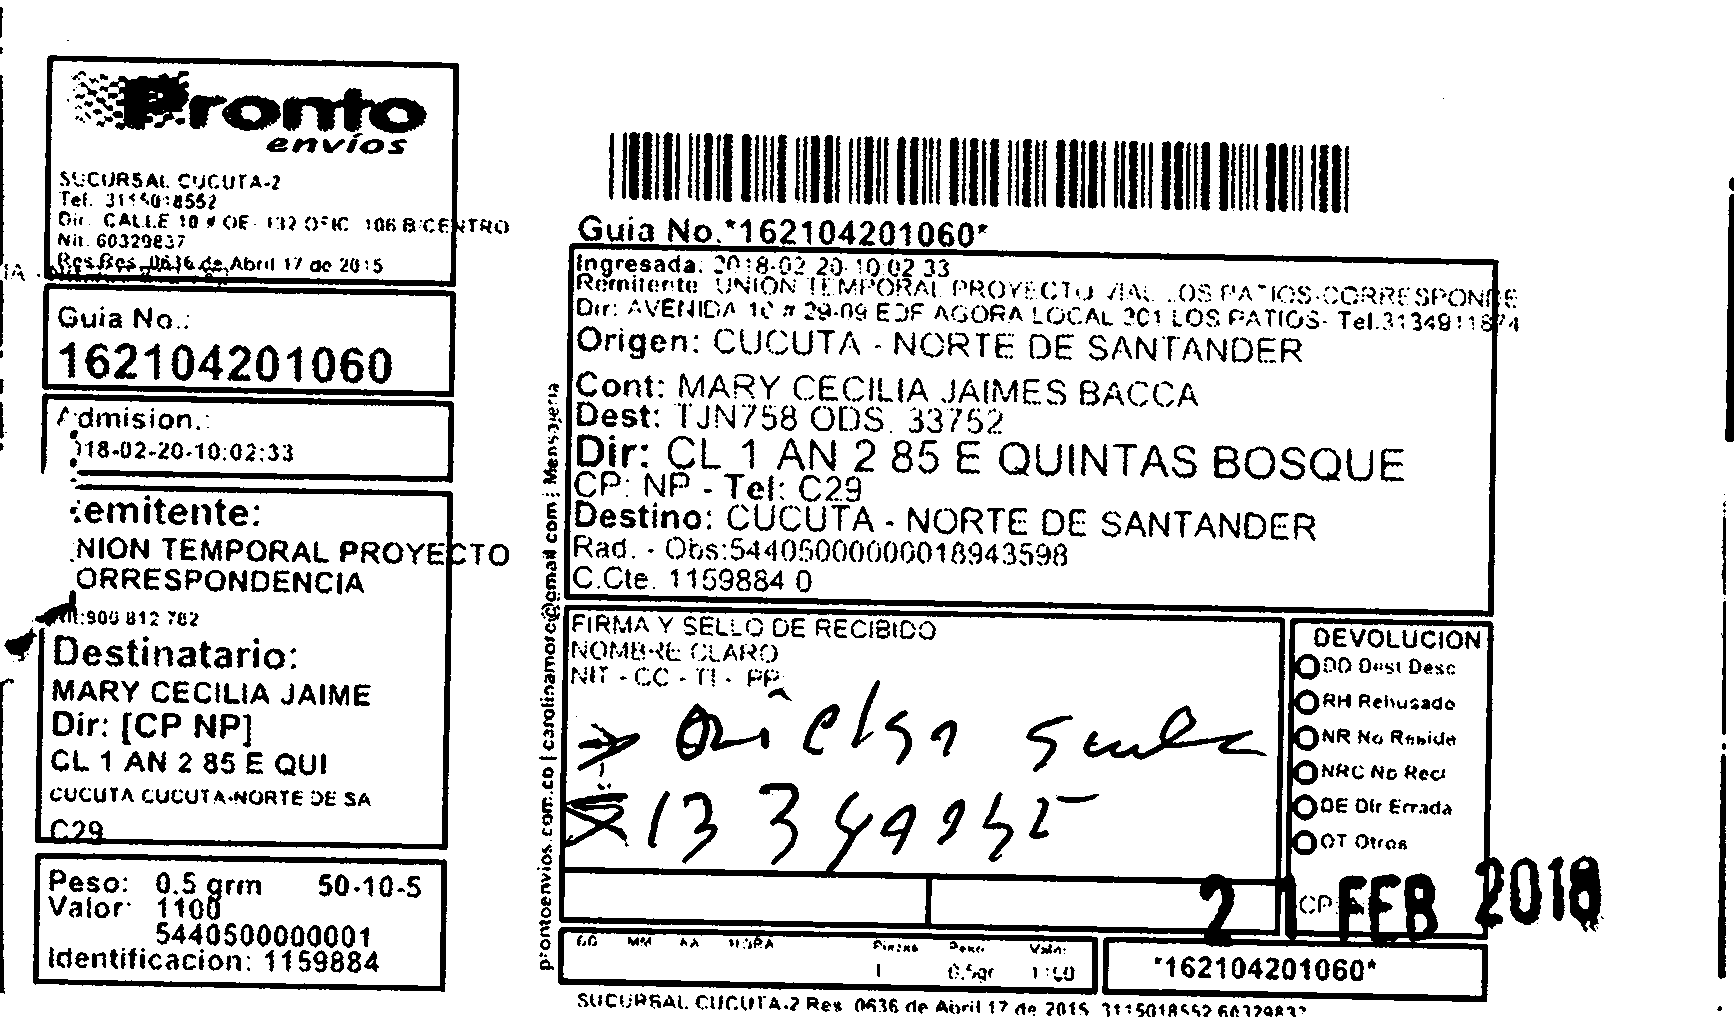 Pronto
envíos
SUCURSAL CUCUTA-2
Tel. 3115018552
Dir. CALLE 10 # OE- 132 OFIC 106 B/CENTRO
Nit. 60329837
Res Res. 0636 de Abril 17 de 2015
Guia No.:
162104201060
Admision.:
018-02-20-10:02:33
emitente:
NION TEMPORAL PROYECTO
ORRESPONDENCIA
900 812 782
Destinatario:
MARY CECILIA JAIME
Dir: [CP NP]
CL 1 AN 2 85 E QUI
CUCUTA CUCUTA-NORTE DE SA
C29
Peso: 0.5 grm 50-10-5
Valor 1100
5440500000001
Identificacion: 1159884
prontoenvios.com.co | carolinamore@gmail.com | Mensajeria
Guia No.*162104201060*
Ingresada: 2018-02-20-10:02:33
Remitente: UNION TEMPORAL PROYECTO VIAL LOS PATIOS-CORRESPONDE
Dir: AVENIDA 10 # 29-09 EDF AGORA LOCAL 301 LOS PATIOS- Tel.3134911874
Origen: CUCUTA - NORTE DE SANTANDER
Cont: MARY CECILIA JAIMES BACCA
Dest: TJN758 ODS. 33752
Dir: CL 1 AN 2 85 E QUINTAS BOSQUE
CP: NP - Tel: C29
Destino: CUCUTA - NORTE DE SANTANDER
Rad. - Obs:5440500000018943598
C.Cte. 1159884 0
FIRMA Y SELLO DE RECIBIDO
NOMBRE CLARO
NIT - CC - TI - PP
DEVOLUCION
DD Dest Desc
RH Rehusado
NR No Reside
NRC No Recl
DE Dir Errada
OT Otros
CP
21 FEB 2018
DD MM AA HORA Piezas Peso Valor
1 0.5gr 1100
*162104201060*
SUCURSAL CUCUTA-2 Res 0636 de Abril 17 de 2015 3115018552 60329837